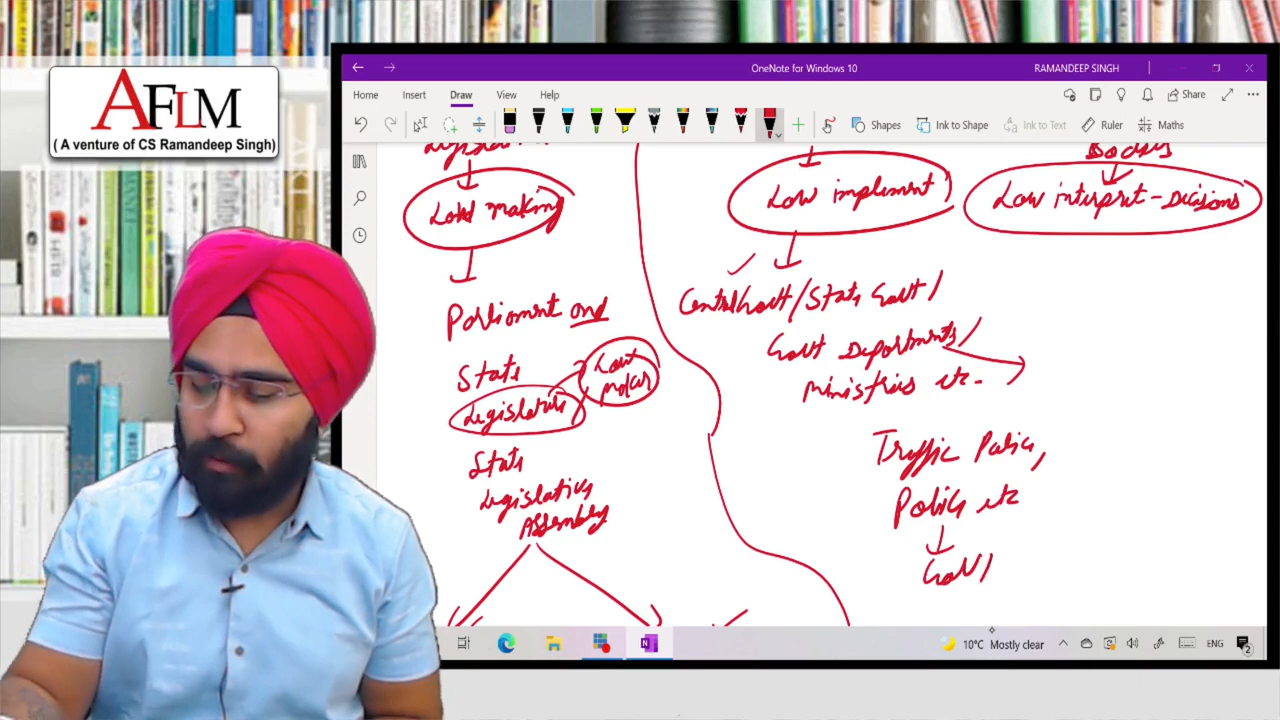 AFLM
( A venture of CS Ramandeep Singh)
OneNote for Windows 10
RAMANDEEP SINGH
Home Insert Draw View Help
Share
Shapes Ink to Shape Ink to Text Ruler Maths
Bodies
Law making
Law implement
Law interpret - Decisions
Parliament and
State
Legislative
Law
makers
State
Legislative
Assembly
Central Govt / State Govt /
Govt Departments /
Ministries etc.
Traffic Police,
Police etc
Govt /
10°C Mostly clear
ENG
2